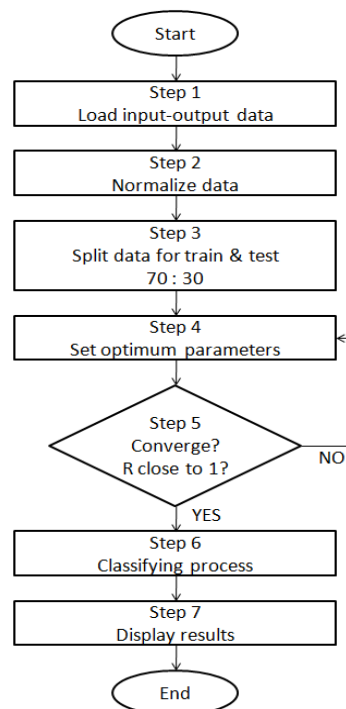 Start
Step 1
Load input-output data
Step 2
Normalize data
Step 3
Split data for train & test
70 : 30
Step 4
Set optimum parameters
Step 5
Converge?
R close to 1?
NO
YES
Step 6
Classifying process
Step 7
Display results
End